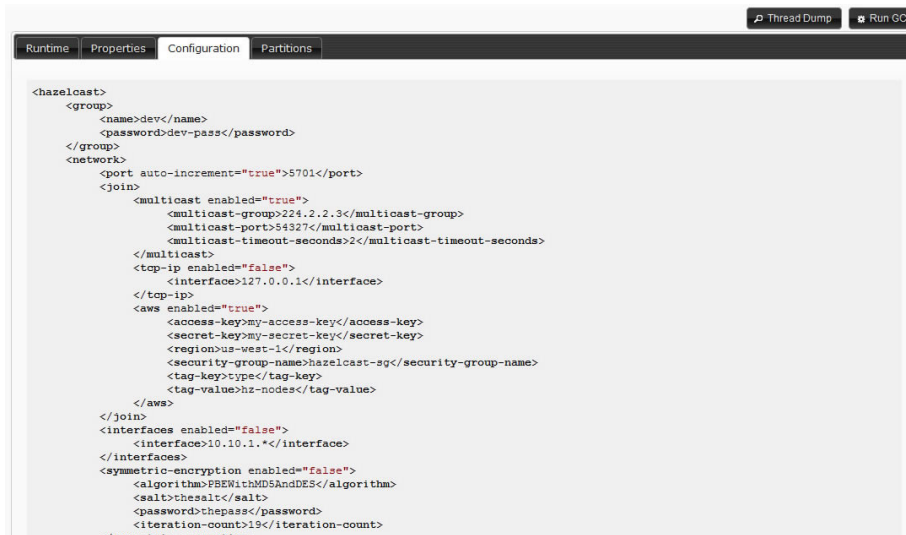 Thread Dump Run GC
Runtime Properties Configuration Partitions
<hazelcast>
<group>
<name>dev</name>
<password>dev-pass</password>
</group>
<network>
<port auto-increment="true">5701</port>
<join>
<multicast enabled="true">
<multicast-group>224.2.2.3</multicast-group>
<multicast-port>54327</multicast-port>
<multicast-timeout-seconds>2</multicast-timeout-seconds>
</multicast>
<tcp-ip enabled="false">
<interface>127.0.0.1</interface>
</tcp-ip>
<aws enabled="true">
<access-key>my-access-key</access-key>
<secret-key>my-secret-key</secret-key>
<region>us-west-1</region>
<security-group-name>hazelcast-sg</security-group-name>
<tag-key>type</tag-key>
<tag-value>hz-nodes</tag-value>
</aws>
</join>
<interfaces enabled="false">
<interface>10.10.1.*</interface>
</interfaces>
<symmetric-encryption enabled="false">
<algorithm>PBEWithMD5AndDES</algorithm>
<salt>thesalt</salt>
<password>thepass</password>
<iteration-count>19</iteration-count>